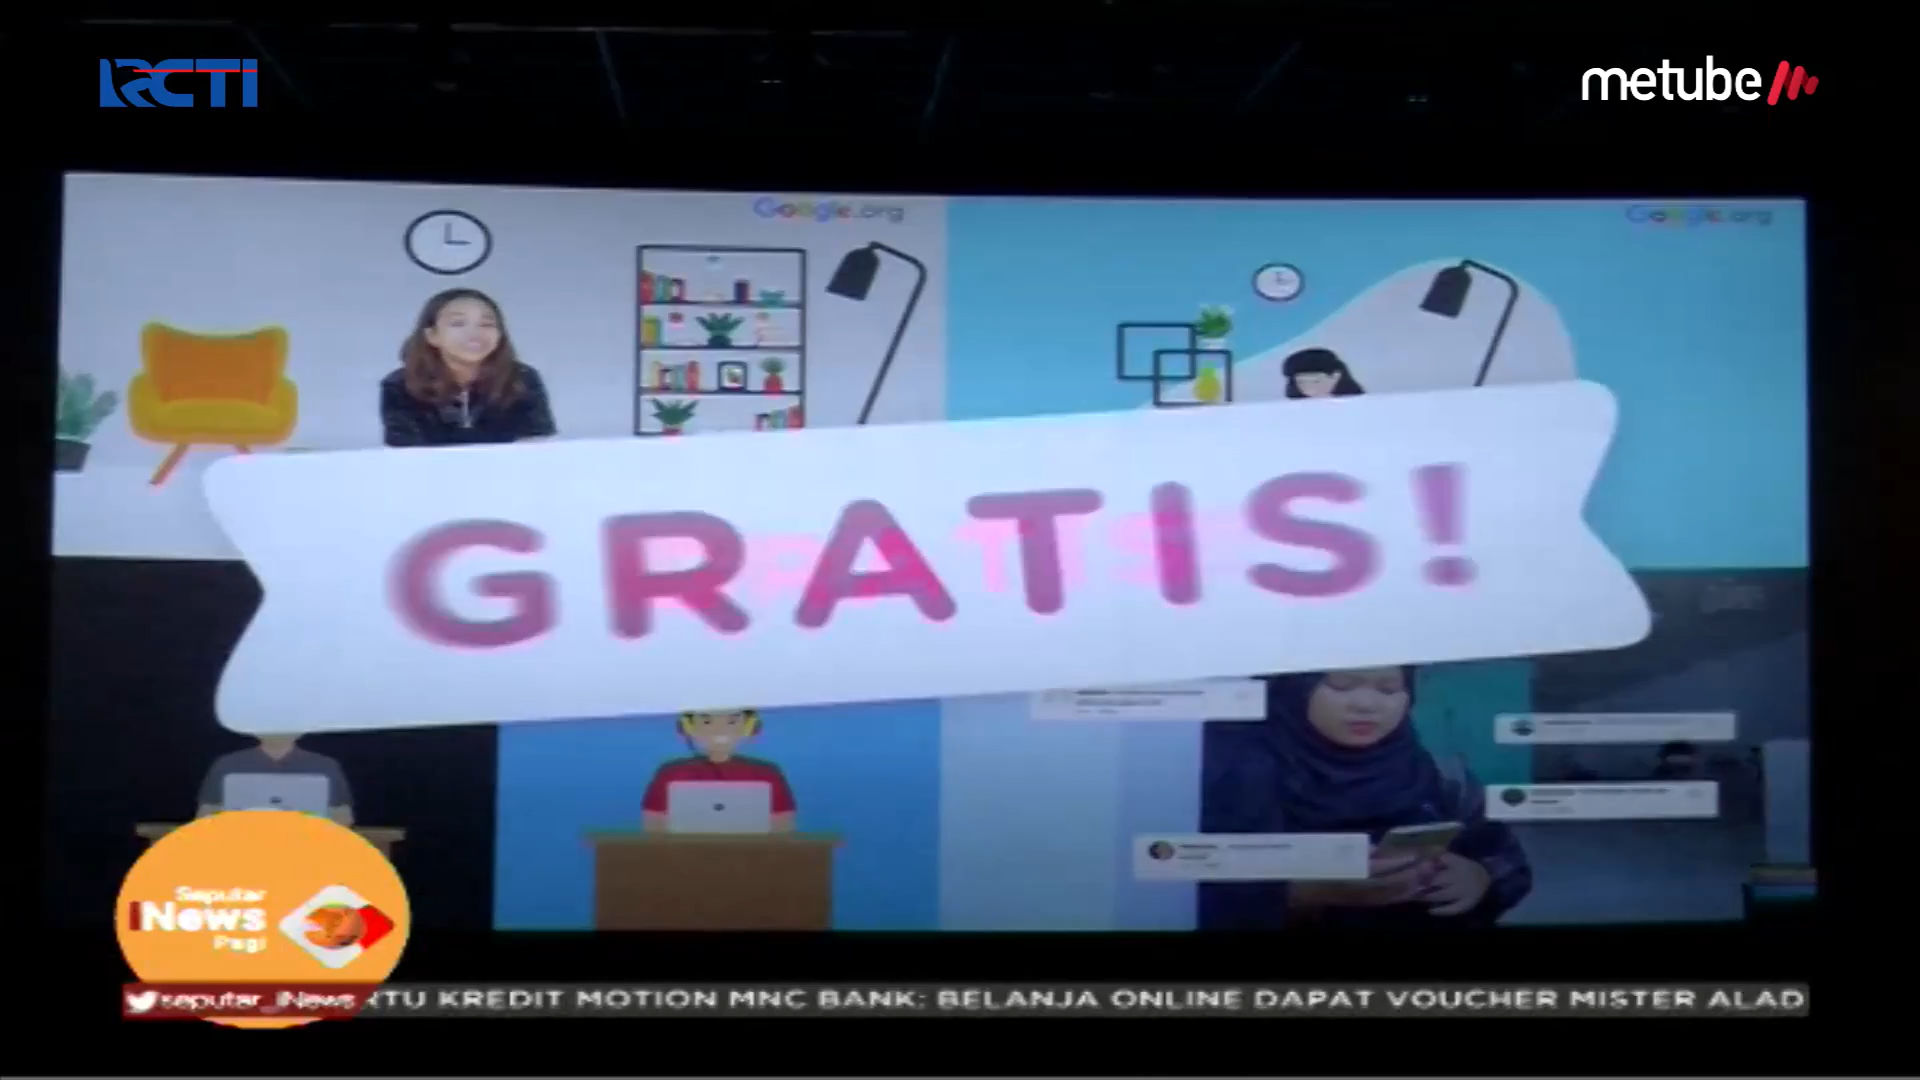 RCTI
metube
Google.org
Google.org
GRATIS!
Seputar
iNews
Pagi
seputar_iNews
RTU KREDIT MOTION MNC BANK: BELANJA ONLINE DAPAT VOUCHER MISTER ALAD